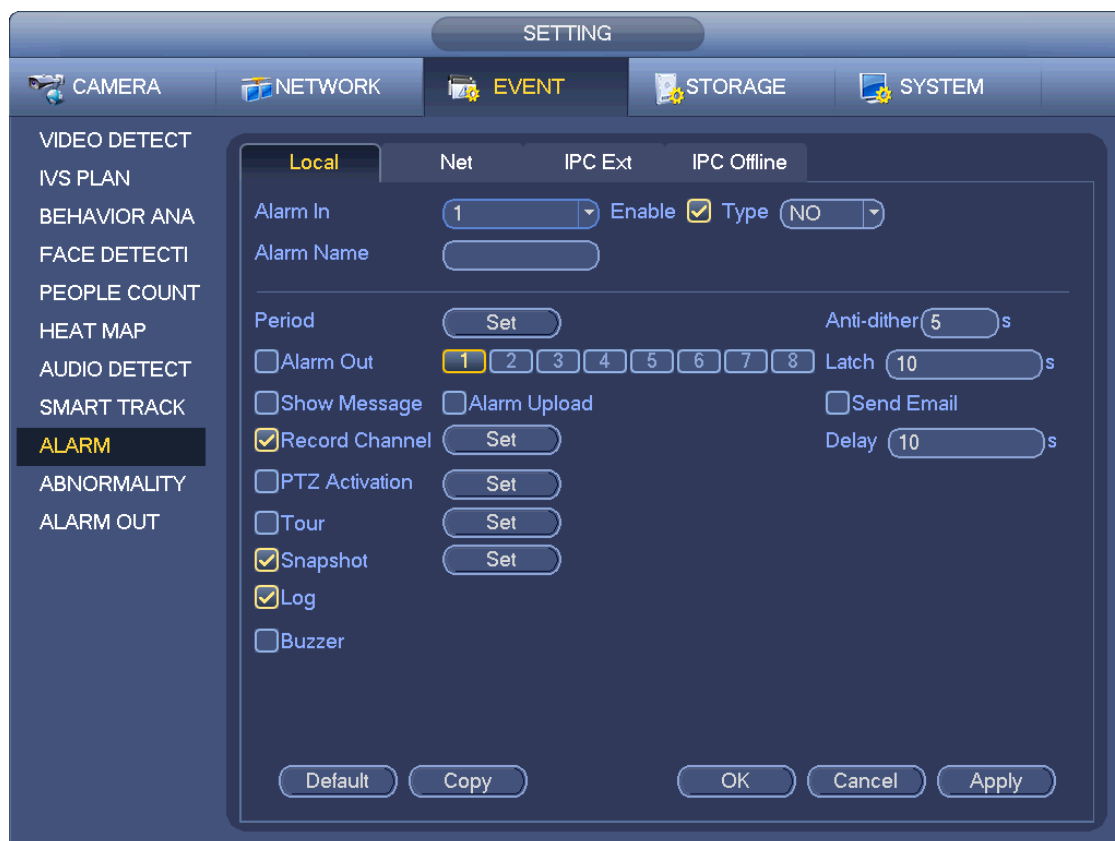 SETTING
CAMERA NETWORK EVENT STORAGE SYSTEM
VIDEO DETECT
IVS PLAN
BEHAVIOR ANA
FACE DETECTI
PEOPLE COUNT
HEAT MAP
AUDIO DETECT
SMART TRACK
ALARM
ABNORMALITY
ALARM OUT
Local Net IPC Ext IPC Offline
Alarm In 1 Enable Type NO
Alarm Name
Period Set Anti-dither 5 s
Alarm Out 1 2 3 4 5 6 7 8 Latch 10 s
Show Message Alarm Upload Send Email
Record Channel Set Delay 10 s
PTZ Activation Set
Tour Set
Snapshot Set
Log
Buzzer
Default Copy OK Cancel Apply